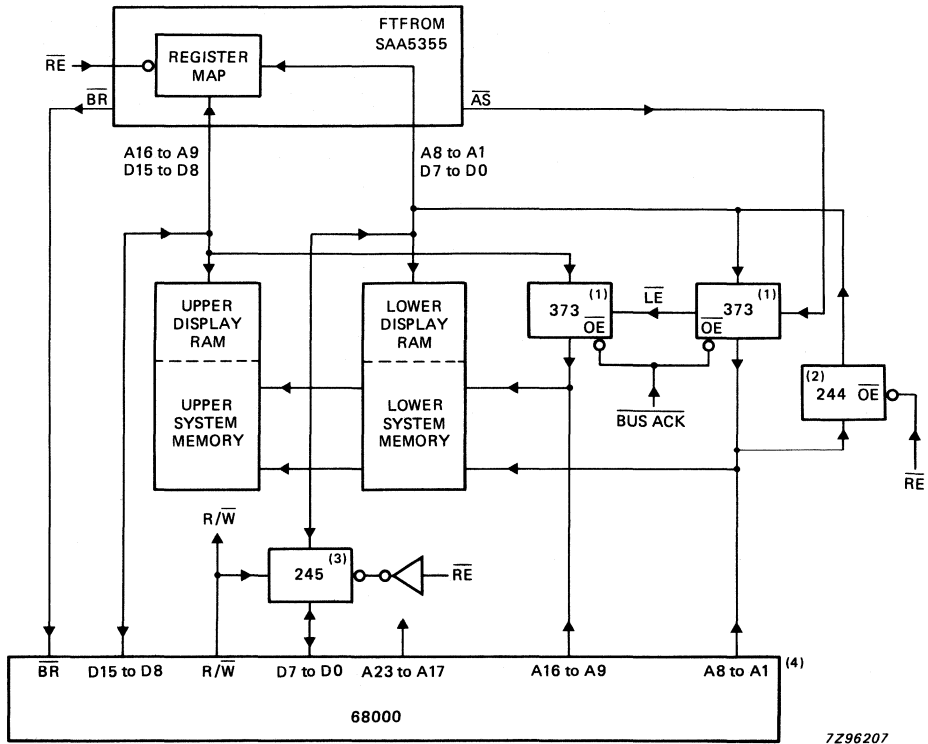 FTFROM
SAA5355
REGISTER
MAP
RE
BR
AS
A16 to A9
D15 to D8
A8 to A1
D7 to D0
UPPER
DISPLAY
RAM
LOWER
DISPLAY
RAM
373
(1)
OE
LE
373
(1)
OE
(2)
244
OE
UPPER
SYSTEM
MEMORY
LOWER
SYSTEM
MEMORY
BUS ACK
RE
R/W
245
(3)
RE
BR
D15 to D8
R/W
D7 to D0
A23 to A17
A16 to A9
A8 to A1
(4)
68000
7Z96207